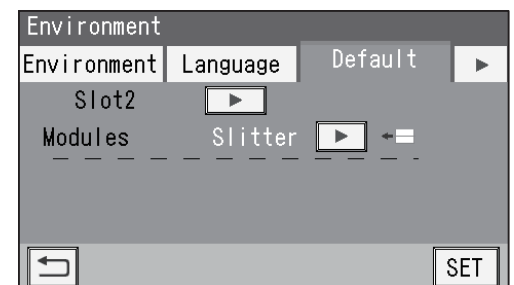 Environment
Environment Language Default
Slot2
Modules Slitter
SET